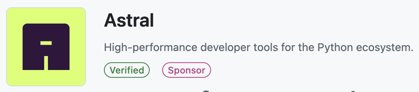 Astral
High-performance developer tools for the Python ecosystem.
Verified Sponsor